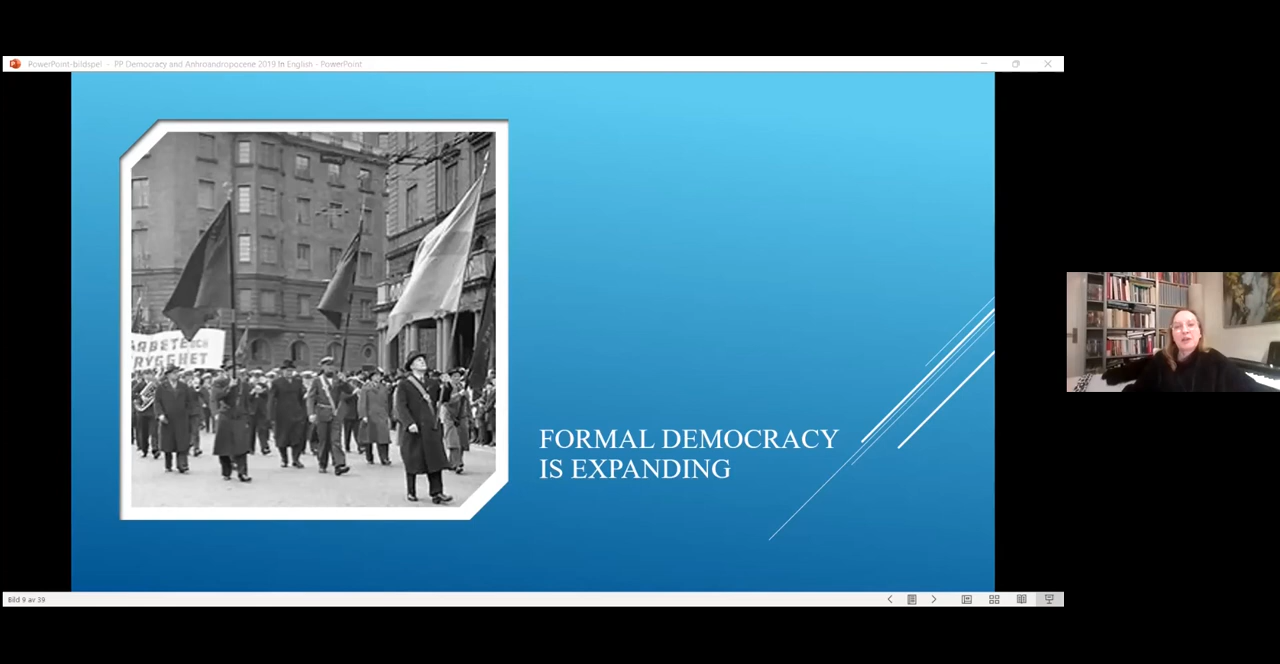 PowerPoint-bildspel - PP Democracy and Anhroandropocene 2019 In English - PowerPoint
ARBETE OCH
TRYGGHET
FORMAL DEMOCRACY
IS EXPANDING
Bild 9 av 39